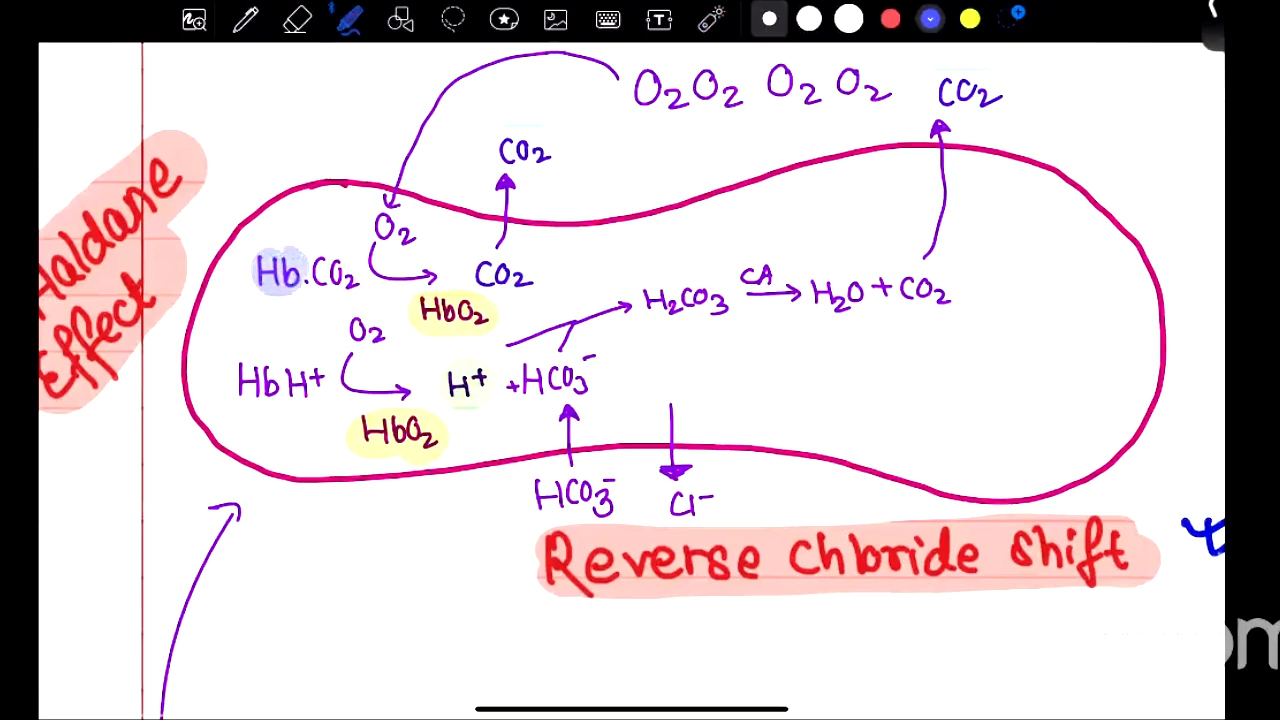 O₂ O₂ O₂ O₂ CO₂
CO₂
O₂
Hb.CO₂ CO₂
HbO₂
H₂CO₃ CA H₂O + CO₂
O₂
HbH⁺ H⁺ + HCO₃⁻
HbO₂
HCO₃⁻ Cl⁻
Reverse chloride shift
Haldane
Effect